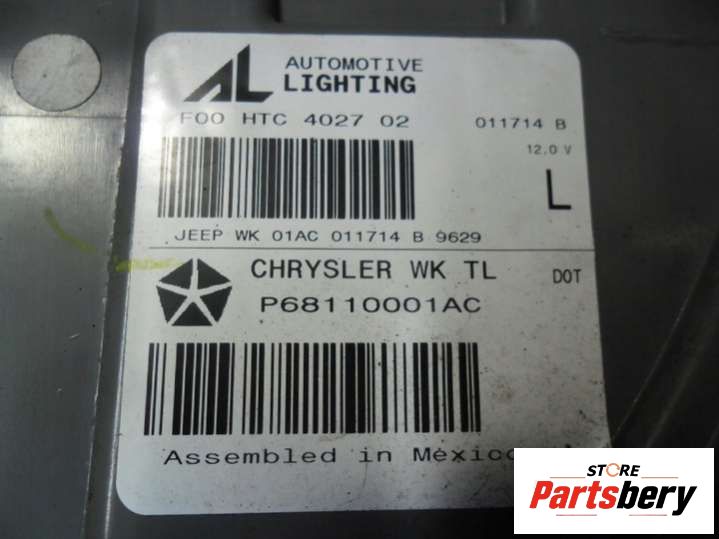 AL AUTOMOTIVE
LIGHTING
F00 HTC 4027 02 011714 B
12.0 V
L
JEEP WK 01AC 011714 B 9629
CHRYSLER WK TL DOT
P68110001AC
Assembled in Mexico
STORE
Partsbery